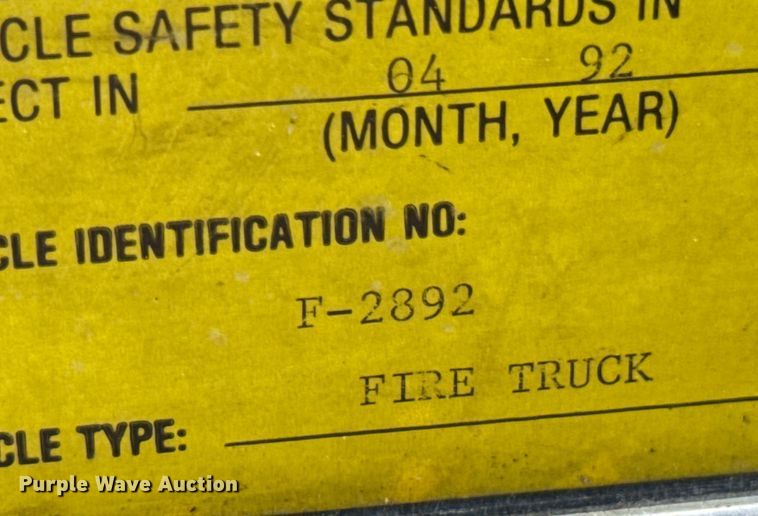 CLE SAFETY STANDARDS IN
ECT IN 04 92
(MONTH, YEAR)
CLE IDENTIFICATION NO:
F-2892
FIRE TRUCK
CLE TYPE:
Purple Wave Auction